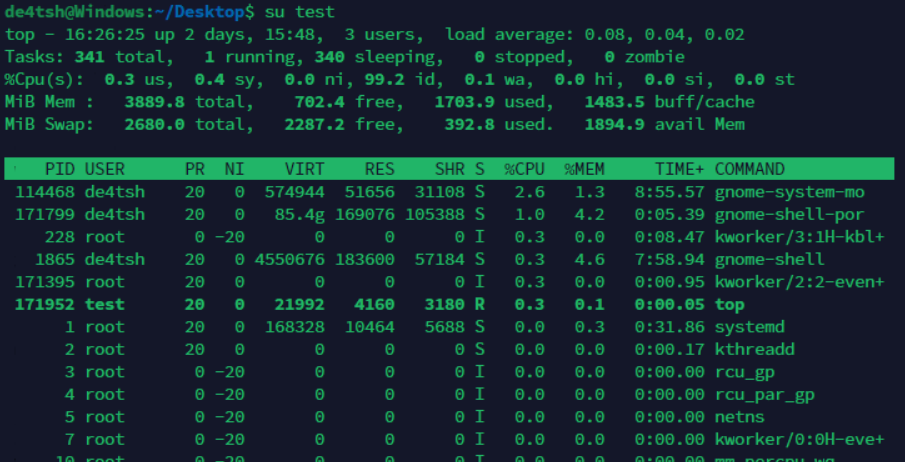 de4tsh@Windows:~/Desktop$ su test
top - 16:26:25 up 2 days, 15:48,  3 users,  load average: 0.08, 0.04, 0.02
Tasks: 341 total,   1 running, 340 sleeping,   0 stopped,   0 zombie
%Cpu(s):  0.3 us,  0.4 sy,  0.0 ni, 99.2 id,  0.1 wa,  0.0 hi,  0.0 si,  0.0 st
MiB Mem :   3889.8 total,    702.4 free,   1703.9 used,   1483.5 buff/cache
MiB Swap:   2680.0 total,   2287.2 free,    392.8 used.   1894.9 avail Mem
PID USER      PR  NI    VIRT    RES    SHR S  %CPU  %MEM     TIME+ COMMAND
114468 de4tsh    20   0  574944  51656  31108 S   2.6   1.3   8:55.57 gnome-system-mo
171799 de4tsh    20   0   85.4g 169076 105388 S   1.0   4.2   0:05.39 gnome-shell-por
228 root       0 -20       0      0      0 I   0.3   0.0   0:08.47 kworker/3:1H-kbl+
1865 de4tsh    20   0 4550676 183600  57184 S   0.3   4.6   7:58.94 gnome-shell
171395 root      20   0       0      0      0 I   0.3   0.0   0:00.95 kworker/2:2-even+
171952 test      20   0   21992   4160   3180 R   0.3   0.1   0:00.05 top
1 root      20   0  168328  10464   5688 S   0.0   0.3   0:31.86 systemd
2 root      20   0       0      0      0 S   0.0   0.0   0:00.17 kthreadd
3 root       0 -20       0      0      0 I   0.0   0.0   0:00.00 rcu_gp
4 root       0 -20       0      0      0 I   0.0   0.0   0:00.00 rcu_par_gp
5 root       0 -20       0      0      0 I   0.0   0.0   0:00.00 netns
7 root       0 -20       0      0      0 I   0.0   0.0   0:00.00 kworker/0:0H-eve+
10 root       0 -20       0      0      0 I   0.0   0.0   0:00.00 mm_percpu_wq